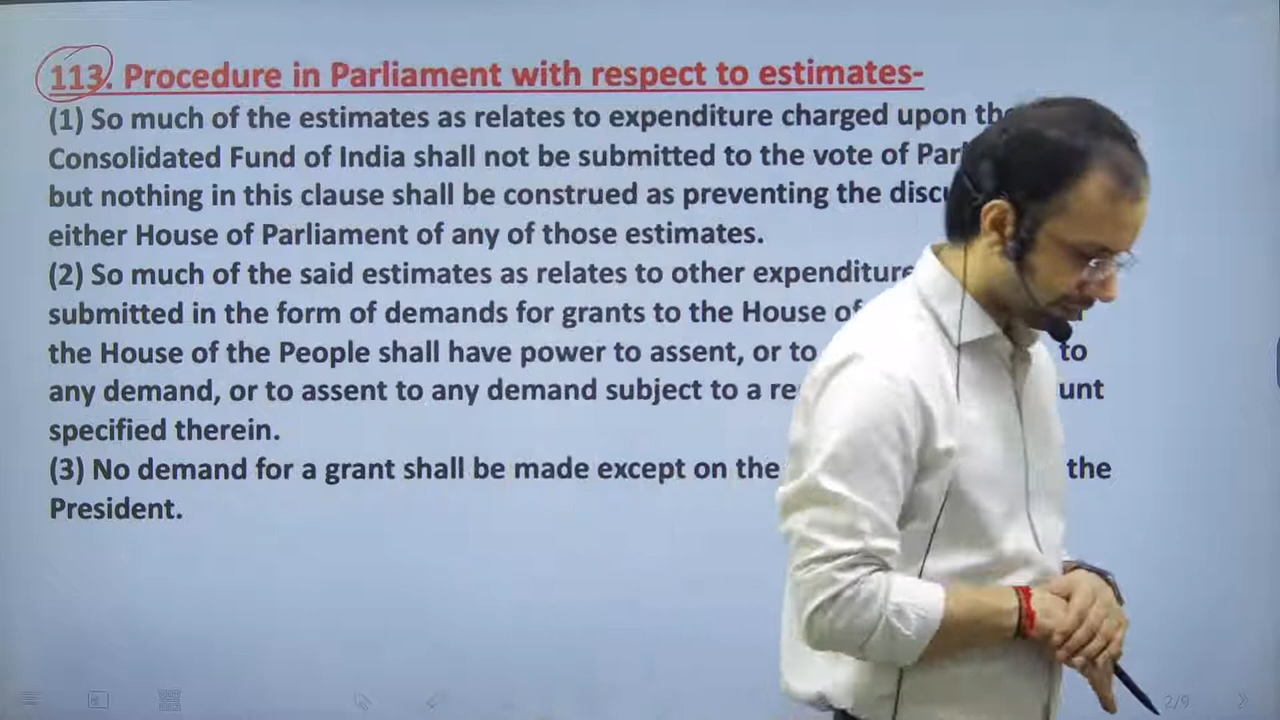 113. Procedure in Parliament with respect to estimates-
(1) So much of the estimates as relates to expenditure charged upon
Consolidated Fund of India shall not be submitted to the vote of
but nothing in this clause shall be construed as preventing the
either House of Parliament of any of those estimates.
(2) So much of the said estimates as relates to other expenditure
submitted in the form of demands for grants to the House of
the House of the People shall have power to assent, or to to
any demand, or to assent to any demand subject to a
specified therein.
(3) No demand for a grant shall be made except on the the
President.
2/9